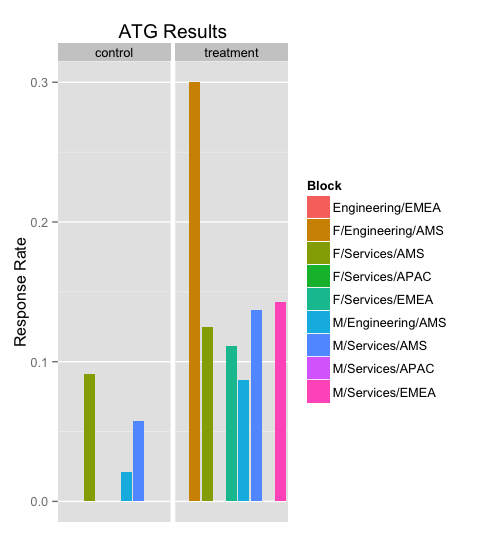 ATG Results
control
treatment
0.3
0.2
0.1
0.0
Response Rate
Block
Engineering/EMEA
F/Engineering/AMS
F/Services/AMS
F/Services/APAC
F/Services/EMEA
M/Engineering/AMS
M/Services/AMS
M/Services/APAC
M/Services/EMEA